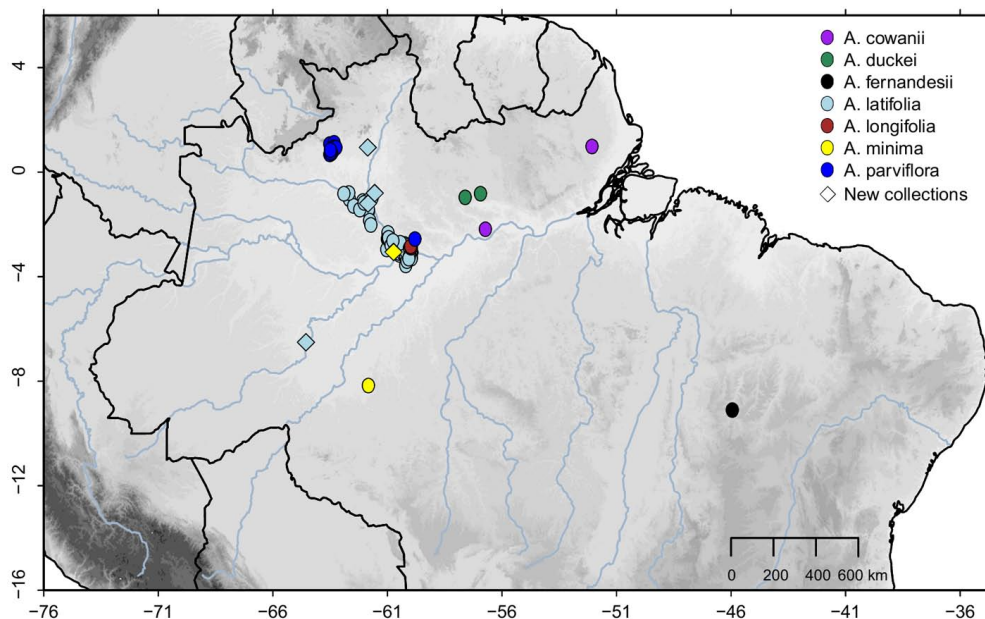 A. cowanii
A. duckei
A. fernandesii
A. latifolia
A. longifolia
A. minima
A. parviflora
New collections
4
0
−4
−8
−12
−16
0 200 400 600 km
−76 −71 −66 −61 −56 −51 −46 −41 −36